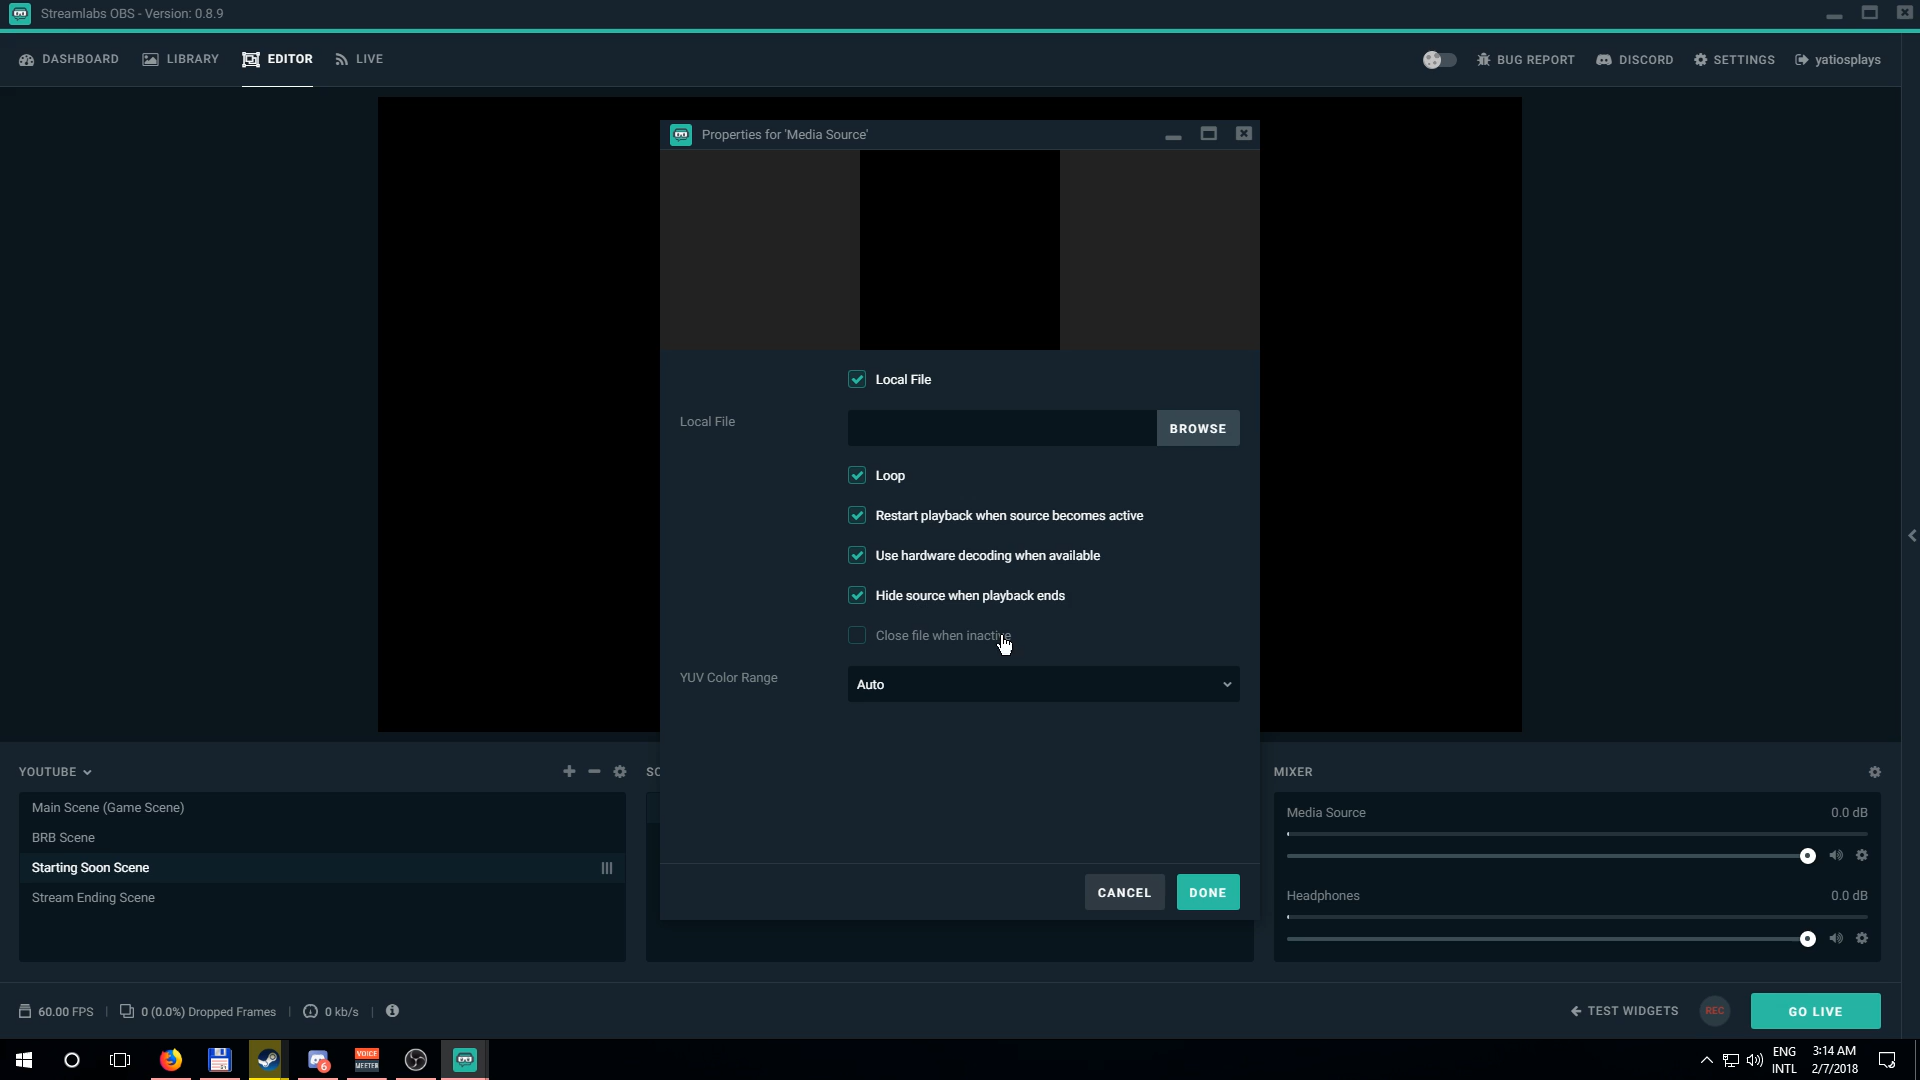 Streamlabs OBS - Version: 0.8.9
DASHBOARD LIBRARY EDITOR LIVE
BUG REPORT DISCORD SETTINGS yatiosplays
Properties for 'Media Source'
Local File
Local File
BROWSE
Loop
Restart playback when source becomes active
Use hardware decoding when available
Hide source when playback ends
Close file when inactive
YUV Color Range
Auto
CANCEL DONE
YOUTUBE
Main Scene (Game Scene)
BRB Scene
Starting Soon Scene
Stream Ending Scene
SO
MIXER
Media Source 0.0 dB
Headphones 0.0 dB
60.00 FPS 0 (0.0%) Dropped Frames 0 kb/s
TEST WIDGETS REC GO LIVE
6
VOICE
MEETER
ENG
INTL
3:14 AM
2/7/2018